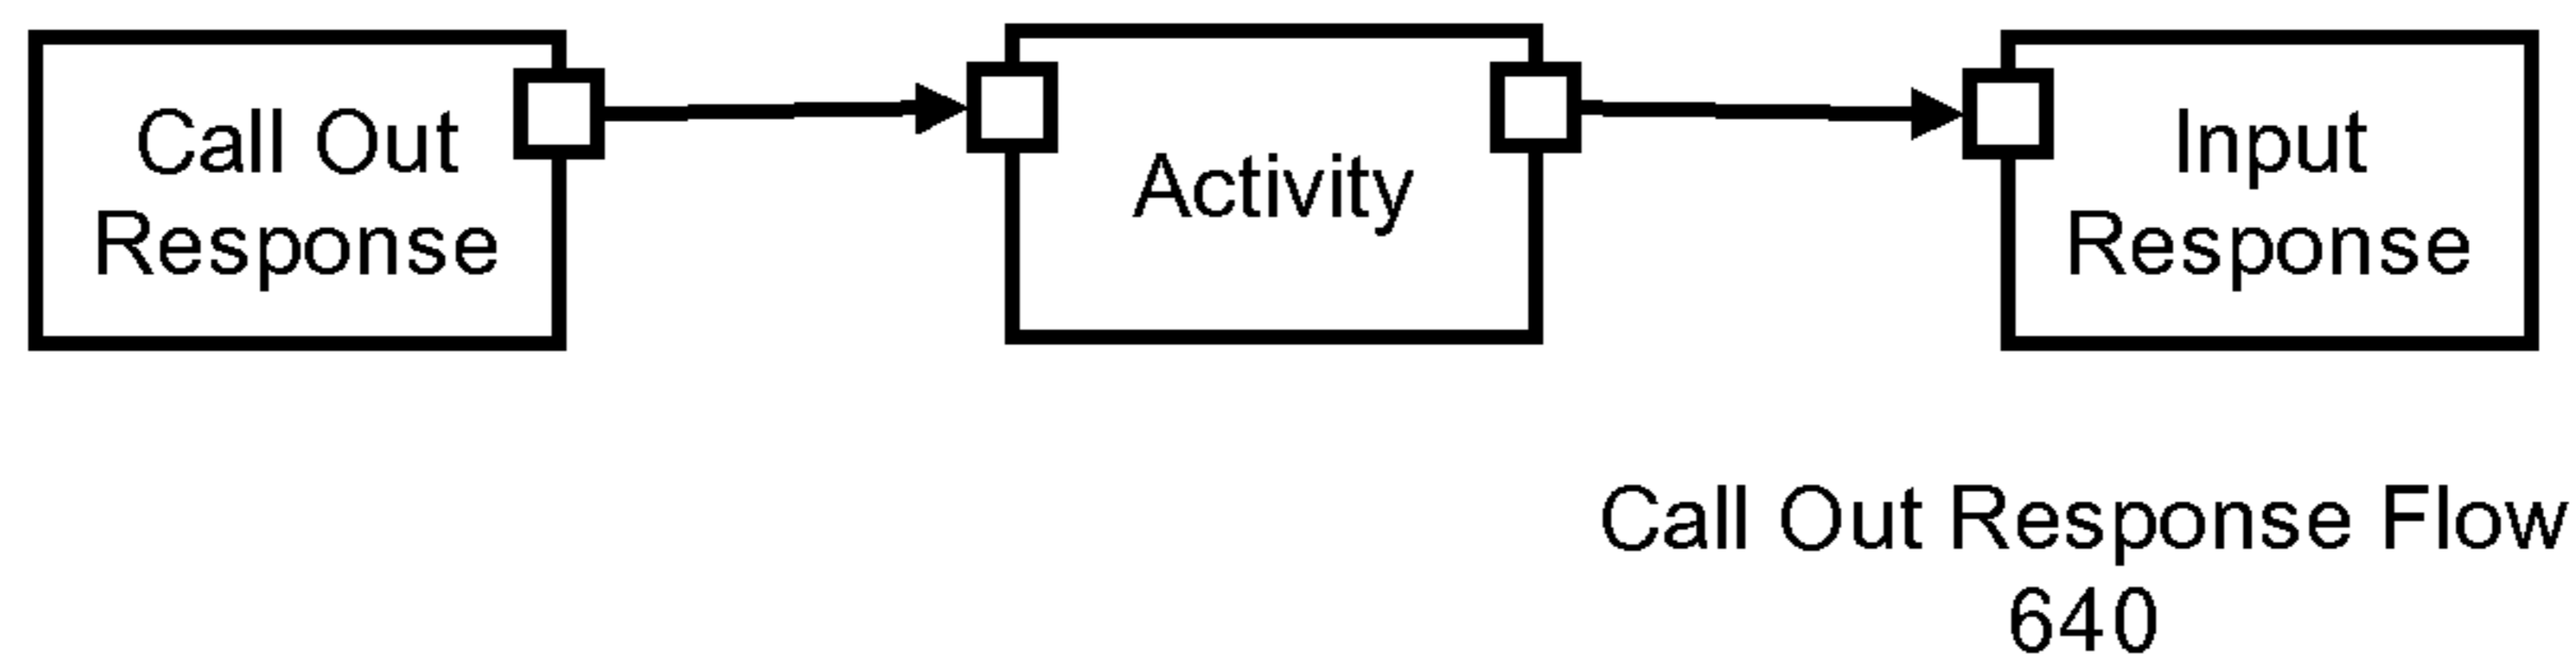 Call Out
Response
Activity
Input
Response
Call Out Response Flow
640